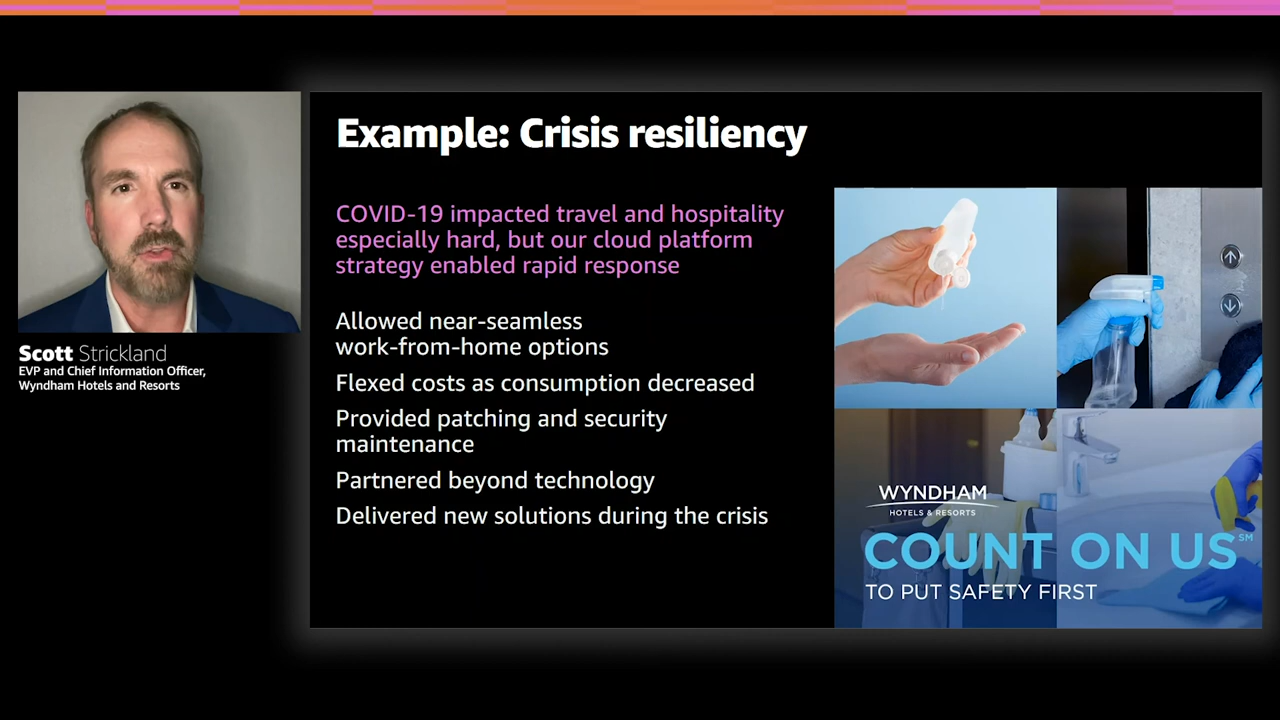 Example: Crisis resiliency
COVID-19 impacted travel and hospitality
especially hard, but our cloud platform
strategy enabled rapid response
Allowed near-seamless
work-from-home options
Flexed costs as consumption decreased
Provided patching and security
maintenance
Partnered beyond technology
Delivered new solutions during the crisis
Scott Strickland
EVP and Chief Information Officer,
Wyndham Hotels and Resorts
WYNDHAM
HOTELS & RESORTS
COUNT ON US℠
TO PUT SAFETY FIRST